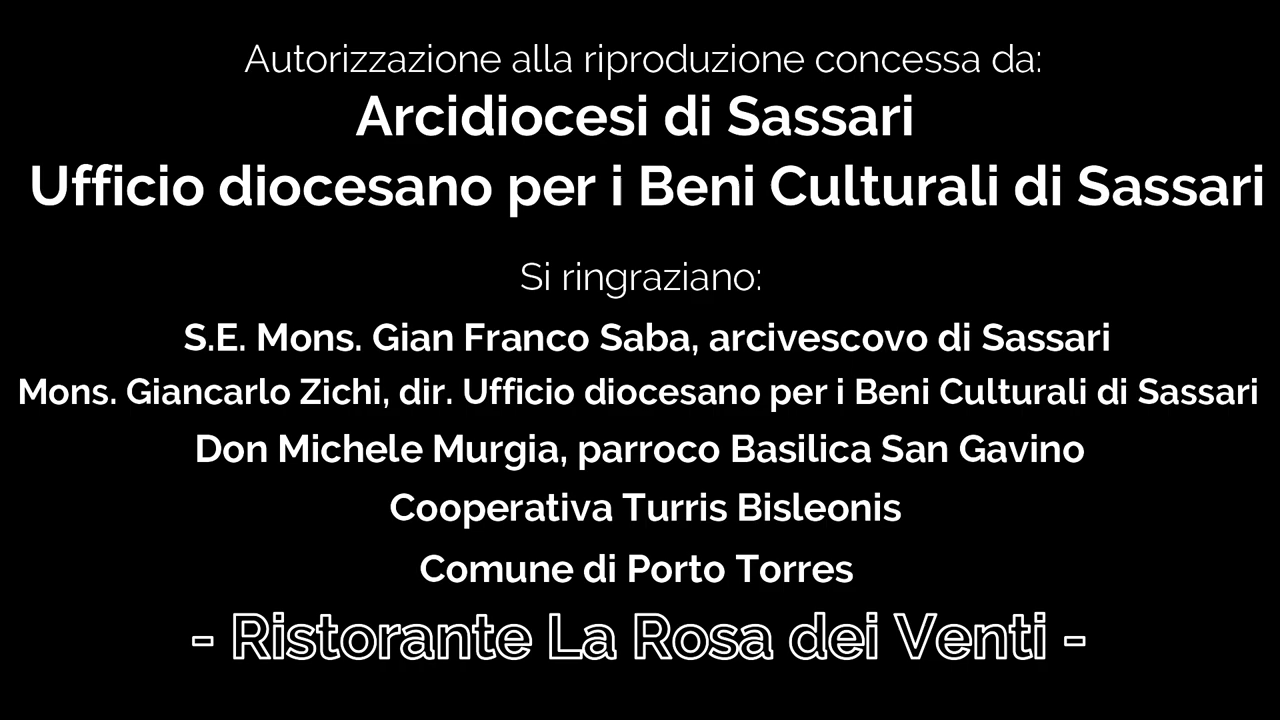 Autorizzazione alla riproduzione concessa da:
Arcidiocesi di Sassari
Ufficio diocesano per i Beni Culturali di Sassari
Si ringraziano:
S.E. Mons. Gian Franco Saba, arcivescovo di Sassari
Mons. Giancarlo Zichi, dir. Ufficio diocesano per i Beni Culturali di Sassari
Don Michele Murgia, parroco Basilica San Gavino
Cooperativa Turris Bisleonis
Comune di Porto Torres
- Ristorante La Rosa dei Venti -